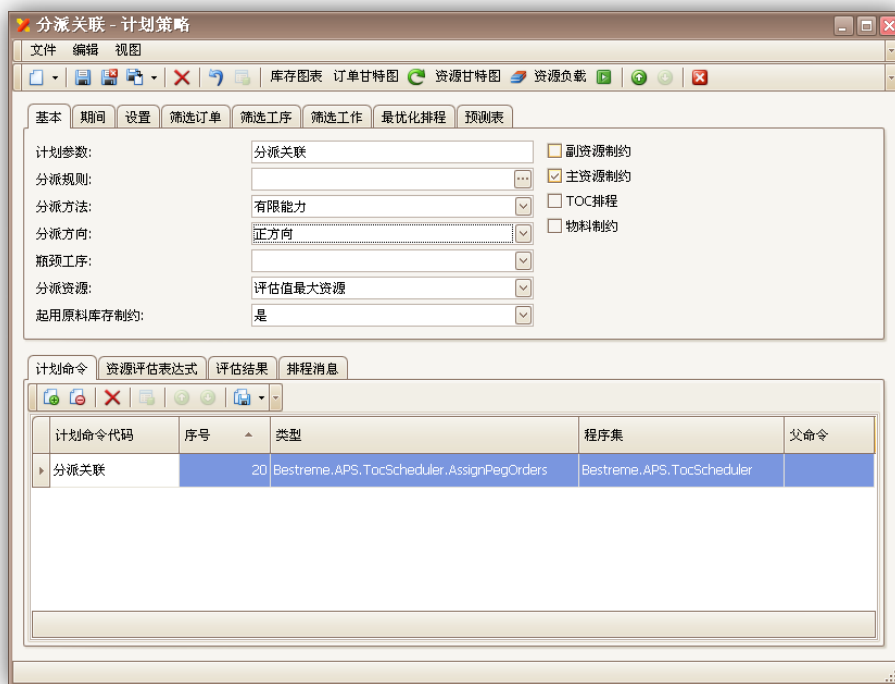 分派关联 - 计划策略
文件 编辑 视图
库存图表 订单甘特图 资源甘特图 资源负载
基本 期间 设置 筛选订单 筛选工序 筛选工作 最优化排程 预测表
计划参数: 分派关联 副资源制约
分派规则: 主资源制约
分派方法: 有限能力 TOC排程
分派方向: 正方向 物料制约
瓶颈工序:
分派资源: 评估值最大资源
起用原料库存制约: 是
计划命令 资源评估表达式 评估结果 排程消息
计划命令代码 序号 类型 程序集 父命令
分派关联 20 Bestreme.APS.TocScheduler.AssignPegOrders Bestreme.APS.TocScheduler